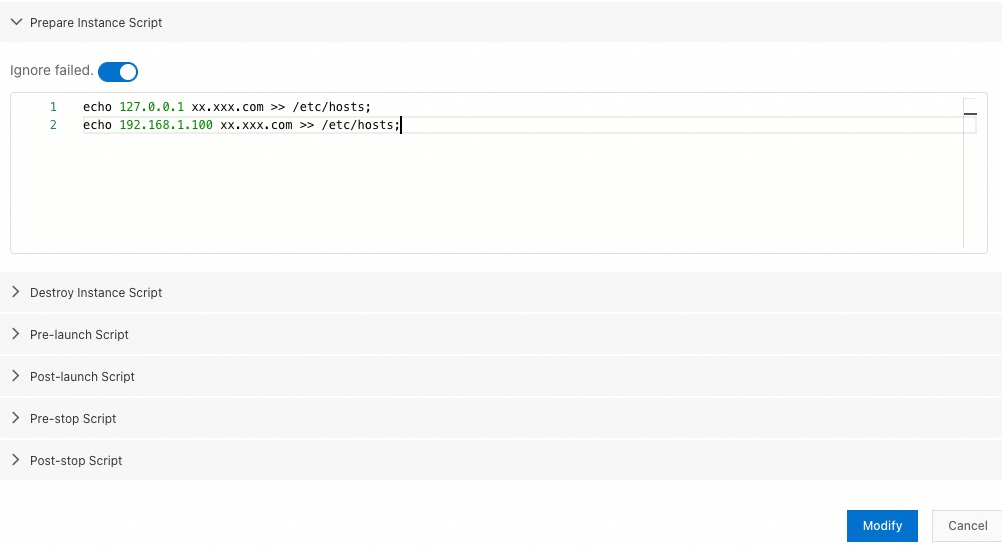 Prepare Instance Script
Ignore failed.
1 echo 127.0.0.1 xx.xxx.com >> /etc/hosts;
2 echo 192.168.1.100 xx.xxx.com >> /etc/hosts;
Destroy Instance Script
Pre-launch Script
Post-launch Script
Pre-stop Script
Post-stop Script
Modify Cancel